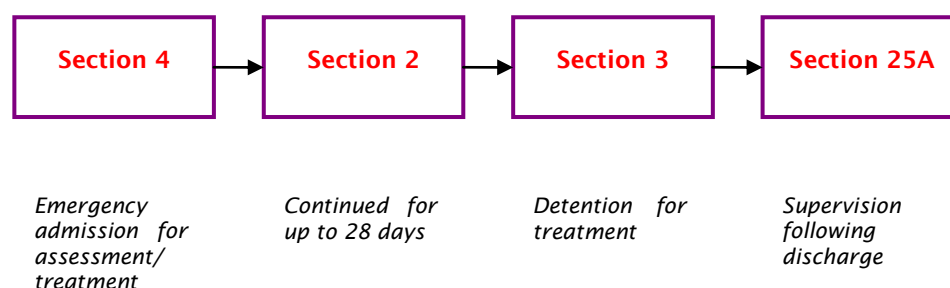 Section 4
Section 2
Section 3
Section 25A
Emergency
admission for
assessment/
treatment
Continued for
up to 28 days
Detention for
treatment
Supervision
following
discharge